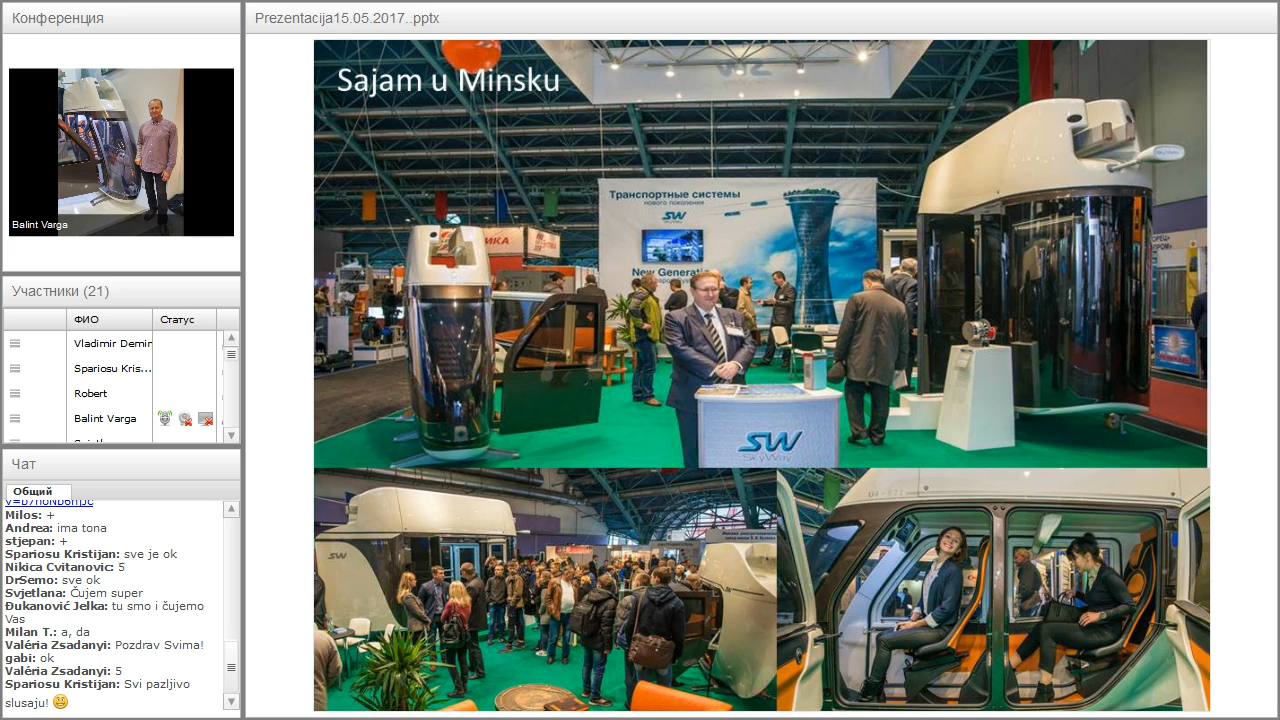 Конференция
Balint Varga
Участники (21)
ФИО
Статус
Vladimir Demin
Spariosu Kris...
Robert
Balint Varga
Чат
Общий
Milos: +
Andrea: ima tona
stjepan: ;-)
Spariosu Kristijan: sve je ok
Nikica Cvitanovic: 5
DrSemo: sve ok
Svjetlana: Čujem super
Đukanović Jelka: tu smo i čujemo
Vas
Milan T.: a, da
Valéria Zsadanyi: Pozdrav Svima!
gabi: ok
Valéria Zsadanyi: 5
Spariosu Kristijan: Svi pazljivo
slusaju!
Prezentacija15.05.2017..pptx
Sajam u Minsku
Транспортные системы
нового поколения
SW
New Generatio
SW
SkyWay
SW